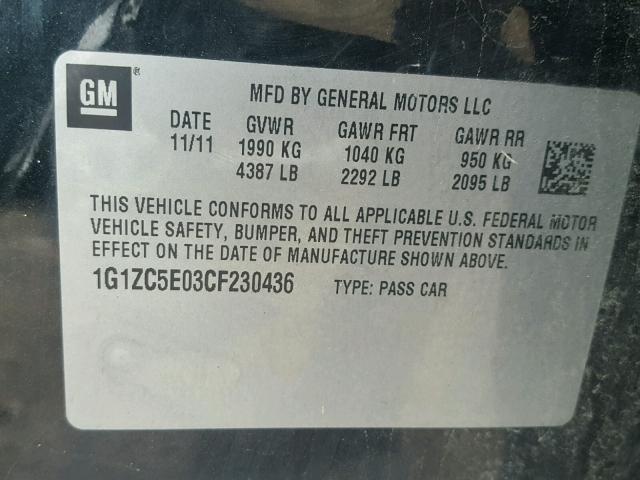 GM®
MFD BY GENERAL MOTORS LLC
DATE GVWR GAWR FRT GAWR RR
11/11 1990 KG 1040 KG 950 KG
4387 LB 2292 LB 2095 LB
THIS VEHICLE CONFORMS TO ALL APPLICABLE U.S. FEDERAL MOTOR
VEHICLE SAFETY, BUMPER, AND THEFT PREVENTION STANDARDS IN
EFFECT ON THE DATE OF MANUFACTURE SHOWN ABOVE.
1G1ZC5E03CF230436 TYPE: PASS CAR